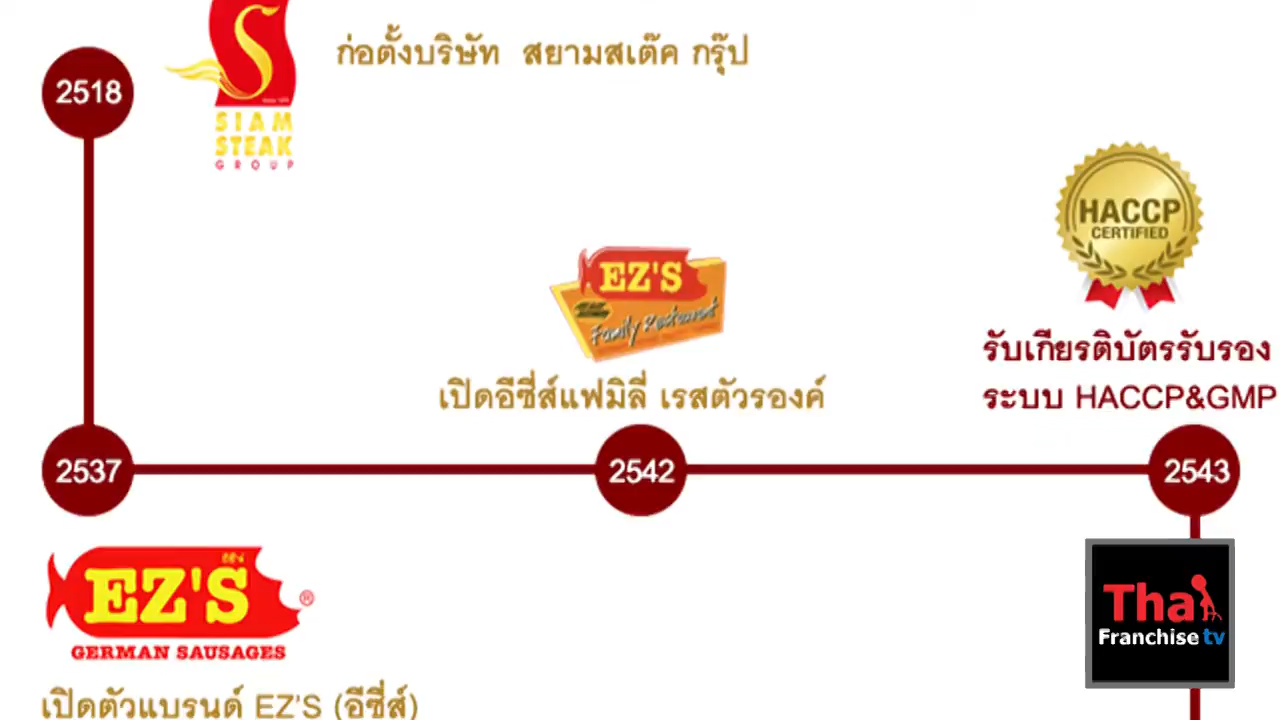 ก่อตั้งบริษัท สยามสเต๊ค กรุ๊ป
2518
SIAM
STEAK
GROUP
HACCP
CERTIFIED
EZ'S
Family Restaurant
เปิดอีซี่ส์แฟมิลี่ เรสตัวรองค์
รับเกียรติบัตรรับรอง
ระบบ HACCP&GMP
2537
2542
2543
EZ'S ®
GERMAN SAUSAGES
เปิดตัวแบรนด์ EZ'S (อีซี่ส์)
Thai
Franchise tv